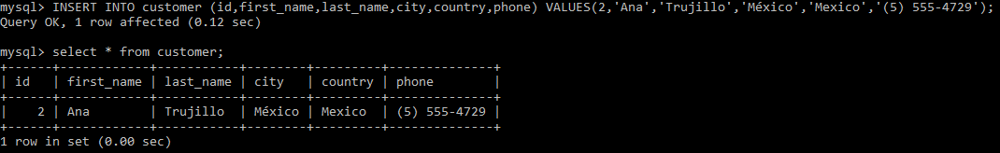 mysql> INSERT INTO customer (id,first_name,last_name,city,country,phone) VALUES(2,'Ana','Trujillo','México','Mexico','(5) 555-4729');
Query OK, 1 row affected (0.12 sec)
mysql> select * from customer;
+------+------------+-----------+--------+---------+--------------+
| id   | first_name | last_name | city   | country | phone        |
+------+------------+-----------+--------+---------+--------------+
|    2 | Ana        | Trujillo  | México | Mexico  | (5) 555-4729 |
+------+------------+-----------+--------+---------+--------------+
1 row in set (0.00 sec)